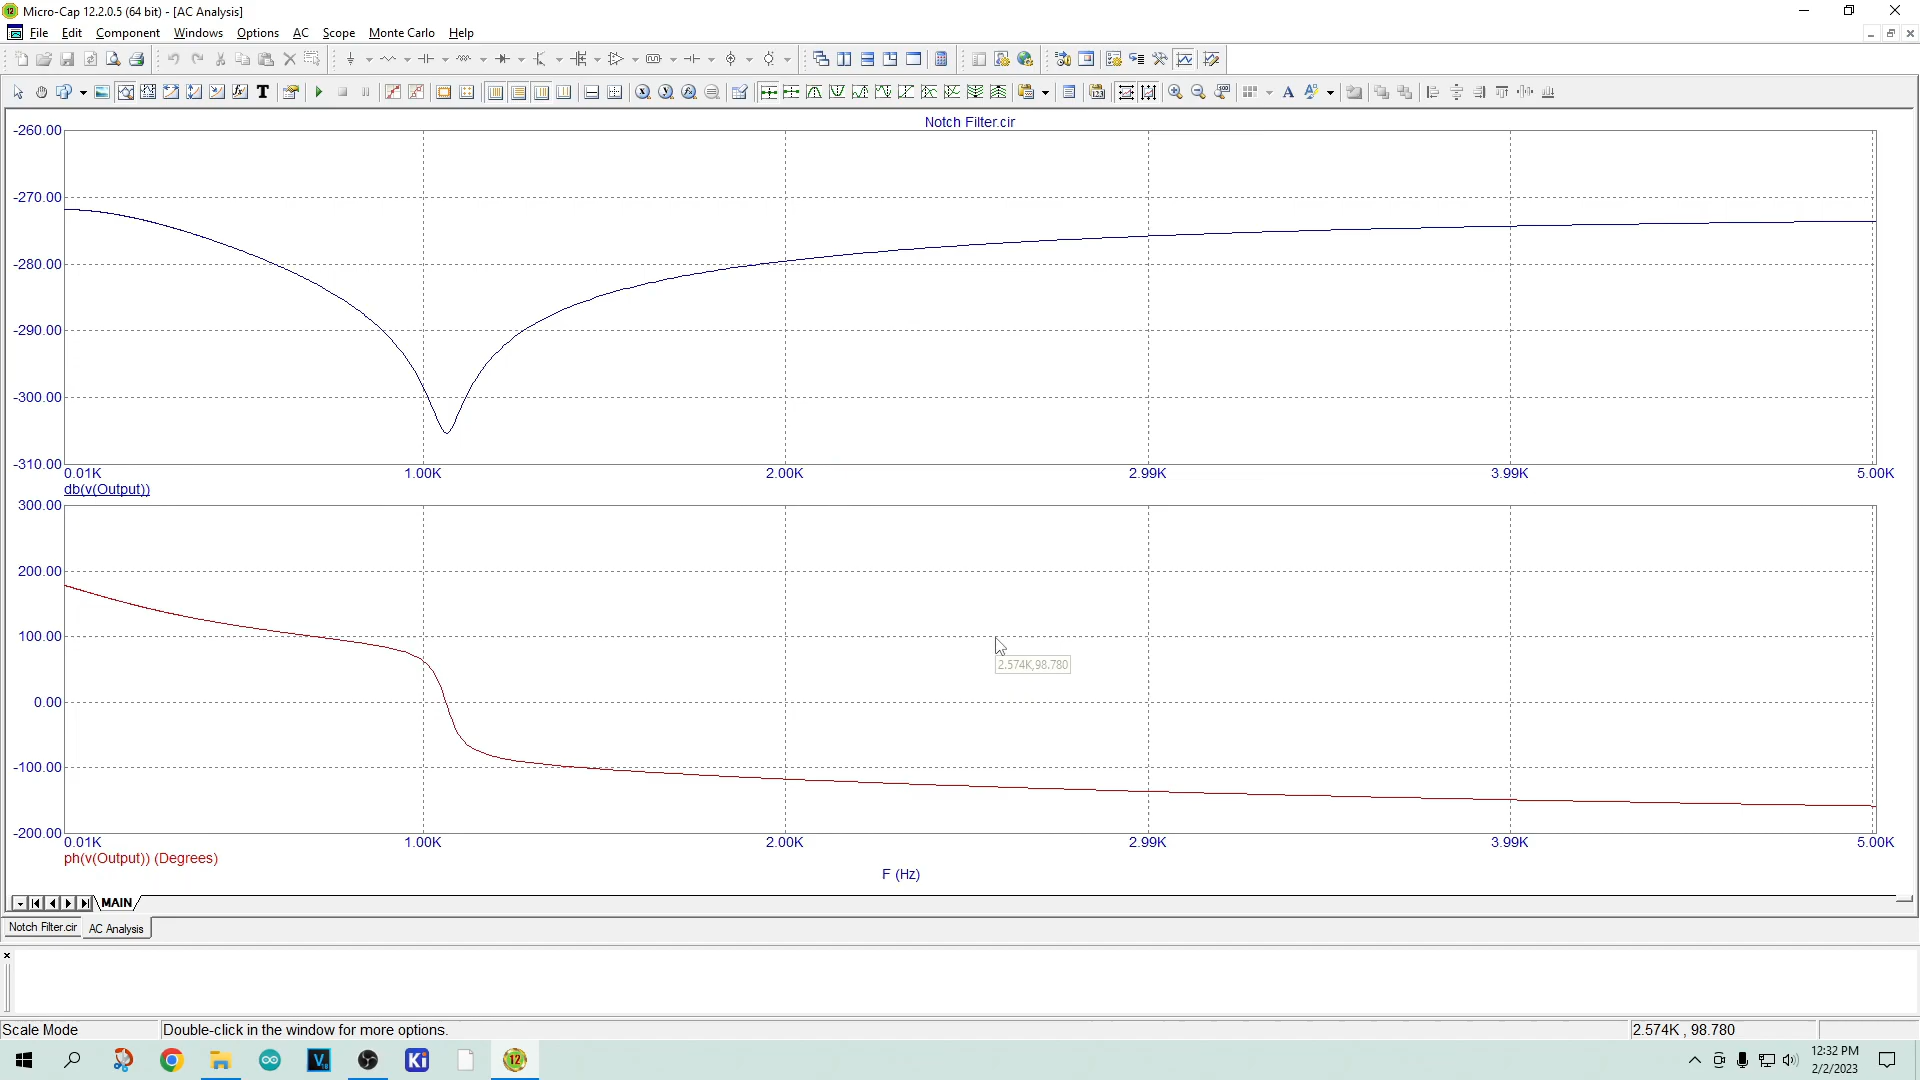 Micro-Cap 12.2.0.5 (64 bit) - [AC Analysis]
File Edit Component Windows Options AC Scope Monte Carlo Help
Notch Filter.cir
-260.00
-270.00
-280.00
-290.00
-300.00
-310.00
0.01K 1.00K 2.00K 2.99K 3.99K 5.00K
db(v(Output))
300.00
200.00
100.00
2.574K,98.780
0.00
-100.00
-200.00
0.01K 1.00K 2.00K 2.99K 3.99K 5.00K
ph(v(Output)) (Degrees)
F (Hz)
MAIN
Notch Filter.cir AC Analysis
Scale Mode Double-click in the window for more options. 2.574K , 98.780
12:32 PM
2/2/2023